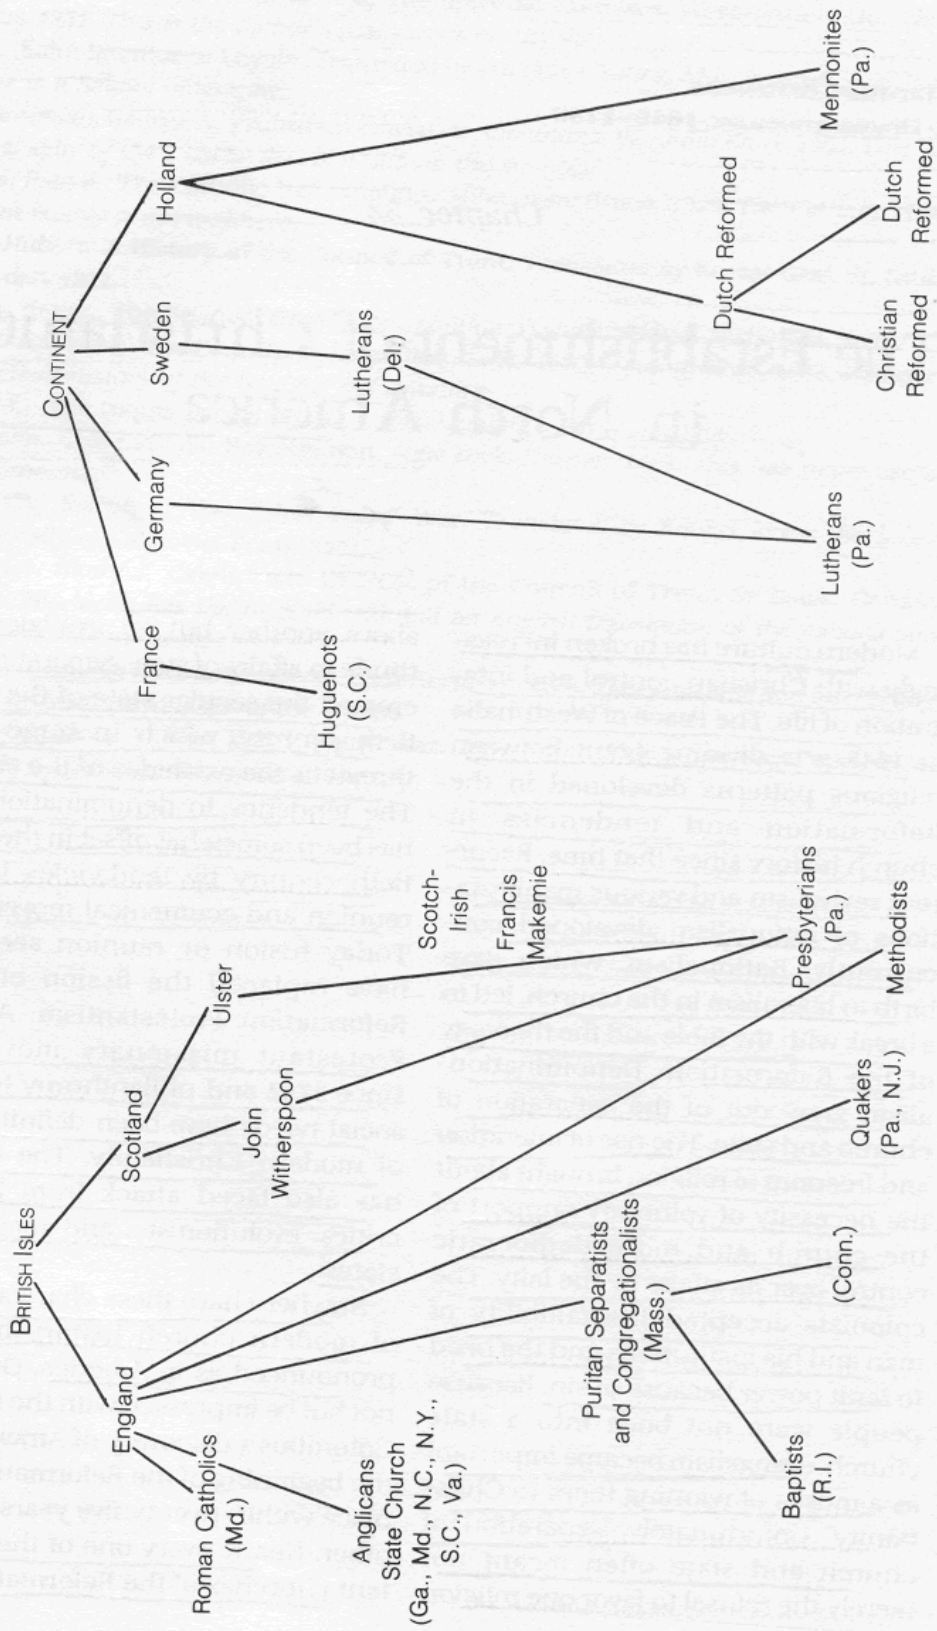 BRITISH ISLES
CONTINENT
England
Scotland
Ulster
France
Germany
Sweden
Holland
Roman Catholics
(Md.)
Anglicans
State Church
(Ga., Md., N.C., N.Y.,
S.C., Va.)
John
Witherspoon
Scotch-
Irish
Francis
Makemie
Huguenots
(S.C.)
Lutherans
(Del.)
Puritan Separatists
and Congregationalists
(Mass.)
Baptists
(R.I.)
(Conn.)
Quakers
(Pa., N.J.)
Presbyterians
(Pa.)
Methodists
Lutherans
(Pa.)
Dutch Reformed
Christian
Reformed
Dutch
Reformed
Mennonites
(Pa.)